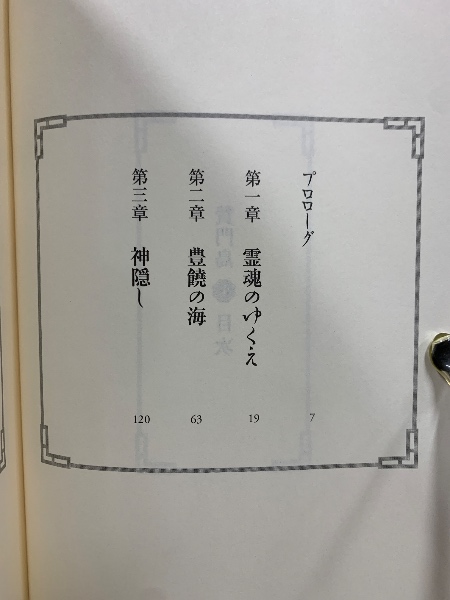 プロローグ 7
第一章 霊魂のゆくえ 19
第二章 豊饒の海 63
第三章 神隠し 120